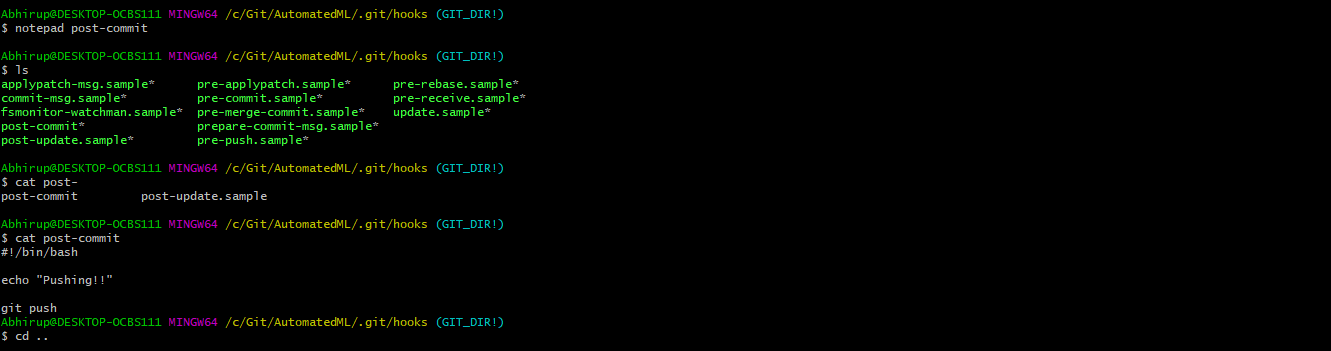 Abhirup@DESKTOP-OCBS111 MINGW64 /c/Git/AutomatedML/.git/hooks (GIT_DIR!)
$ notepad post-commit
Abhirup@DESKTOP-OCBS111 MINGW64 /c/Git/AutomatedML/.git/hooks (GIT_DIR!)
$ ls
applypatch-msg.sample* pre-applypatch.sample* pre-rebase.sample*
commit-msg.sample* pre-commit.sample* pre-receive.sample*
fsmonitor-watchman.sample* pre-merge-commit.sample* update.sample*
post-commit* prepare-commit-msg.sample*
post-update.sample* pre-push.sample*
Abhirup@DESKTOP-OCBS111 MINGW64 /c/Git/AutomatedML/.git/hooks (GIT_DIR!)
$ cat post-
post-commit post-update.sample
Abhirup@DESKTOP-OCBS111 MINGW64 /c/Git/AutomatedML/.git/hooks (GIT_DIR!)
$ cat post-commit
#!/bin/bash
echo "Pushing!!"
git push
Abhirup@DESKTOP-OCBS111 MINGW64 /c/Git/AutomatedML/.git/hooks (GIT_DIR!)
$ cd ..